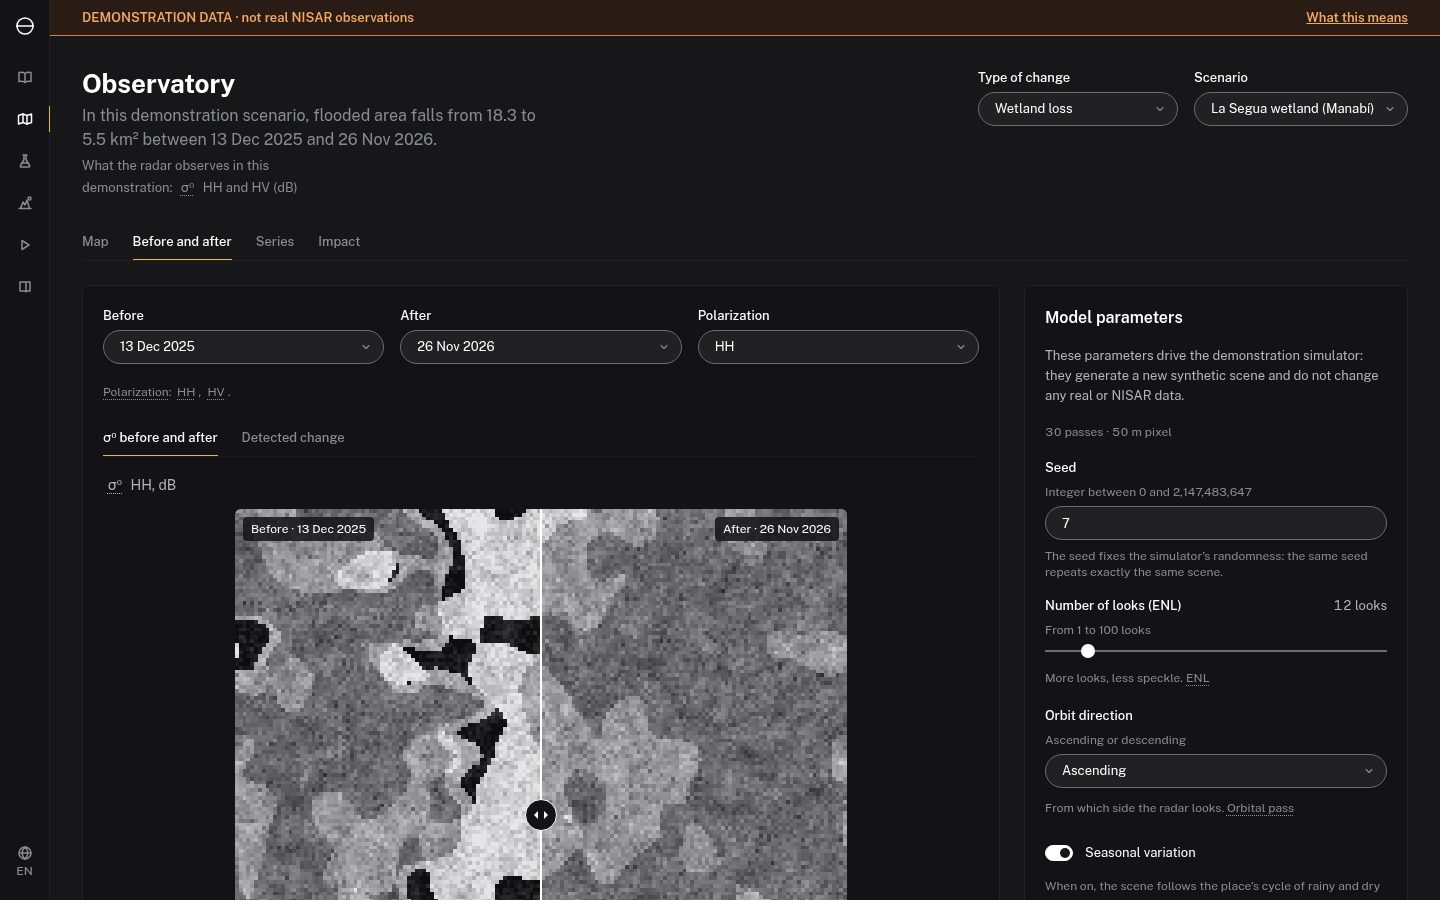 DEMONSTRATION DATA · not real NISAR observations
What this means
Observatory
In this demonstration scenario, flooded area falls from 18.3 to
5.5 km² between 13 Dec 2025 and 26 Nov 2026.
What the radar observes in this
demonstration: σ⁰ HH and HV (dB)
Type of change
Wetland loss
Scenario
La Segua wetland (Manabí)
Map
Before and after
Series
Impact
Before
13 Dec 2025
After
26 Nov 2026
Polarization
HH
Polarization: HH , HV .
σ⁰ before and after
Detected change
σ⁰ HH, dB
Before · 13 Dec 2025
After · 26 Nov 2026
Model parameters
These parameters drive the demonstration simulator:
they generate a new synthetic scene and do not change
any real or NISAR data.
30 passes · 50 m pixel
Seed
Integer between 0 and 2,147,483,647
7
The seed fixes the simulator's randomness: the same seed
repeats exactly the same scene.
Number of looks (ENL)
12 looks
From 1 to 100 looks
More looks, less speckle. ENL
Orbit direction
Ascending or descending
Ascending
From which side the radar looks. Orbital pass
Seasonal variation
When on, the scene follows the place's cycle of rainy and dry
EN